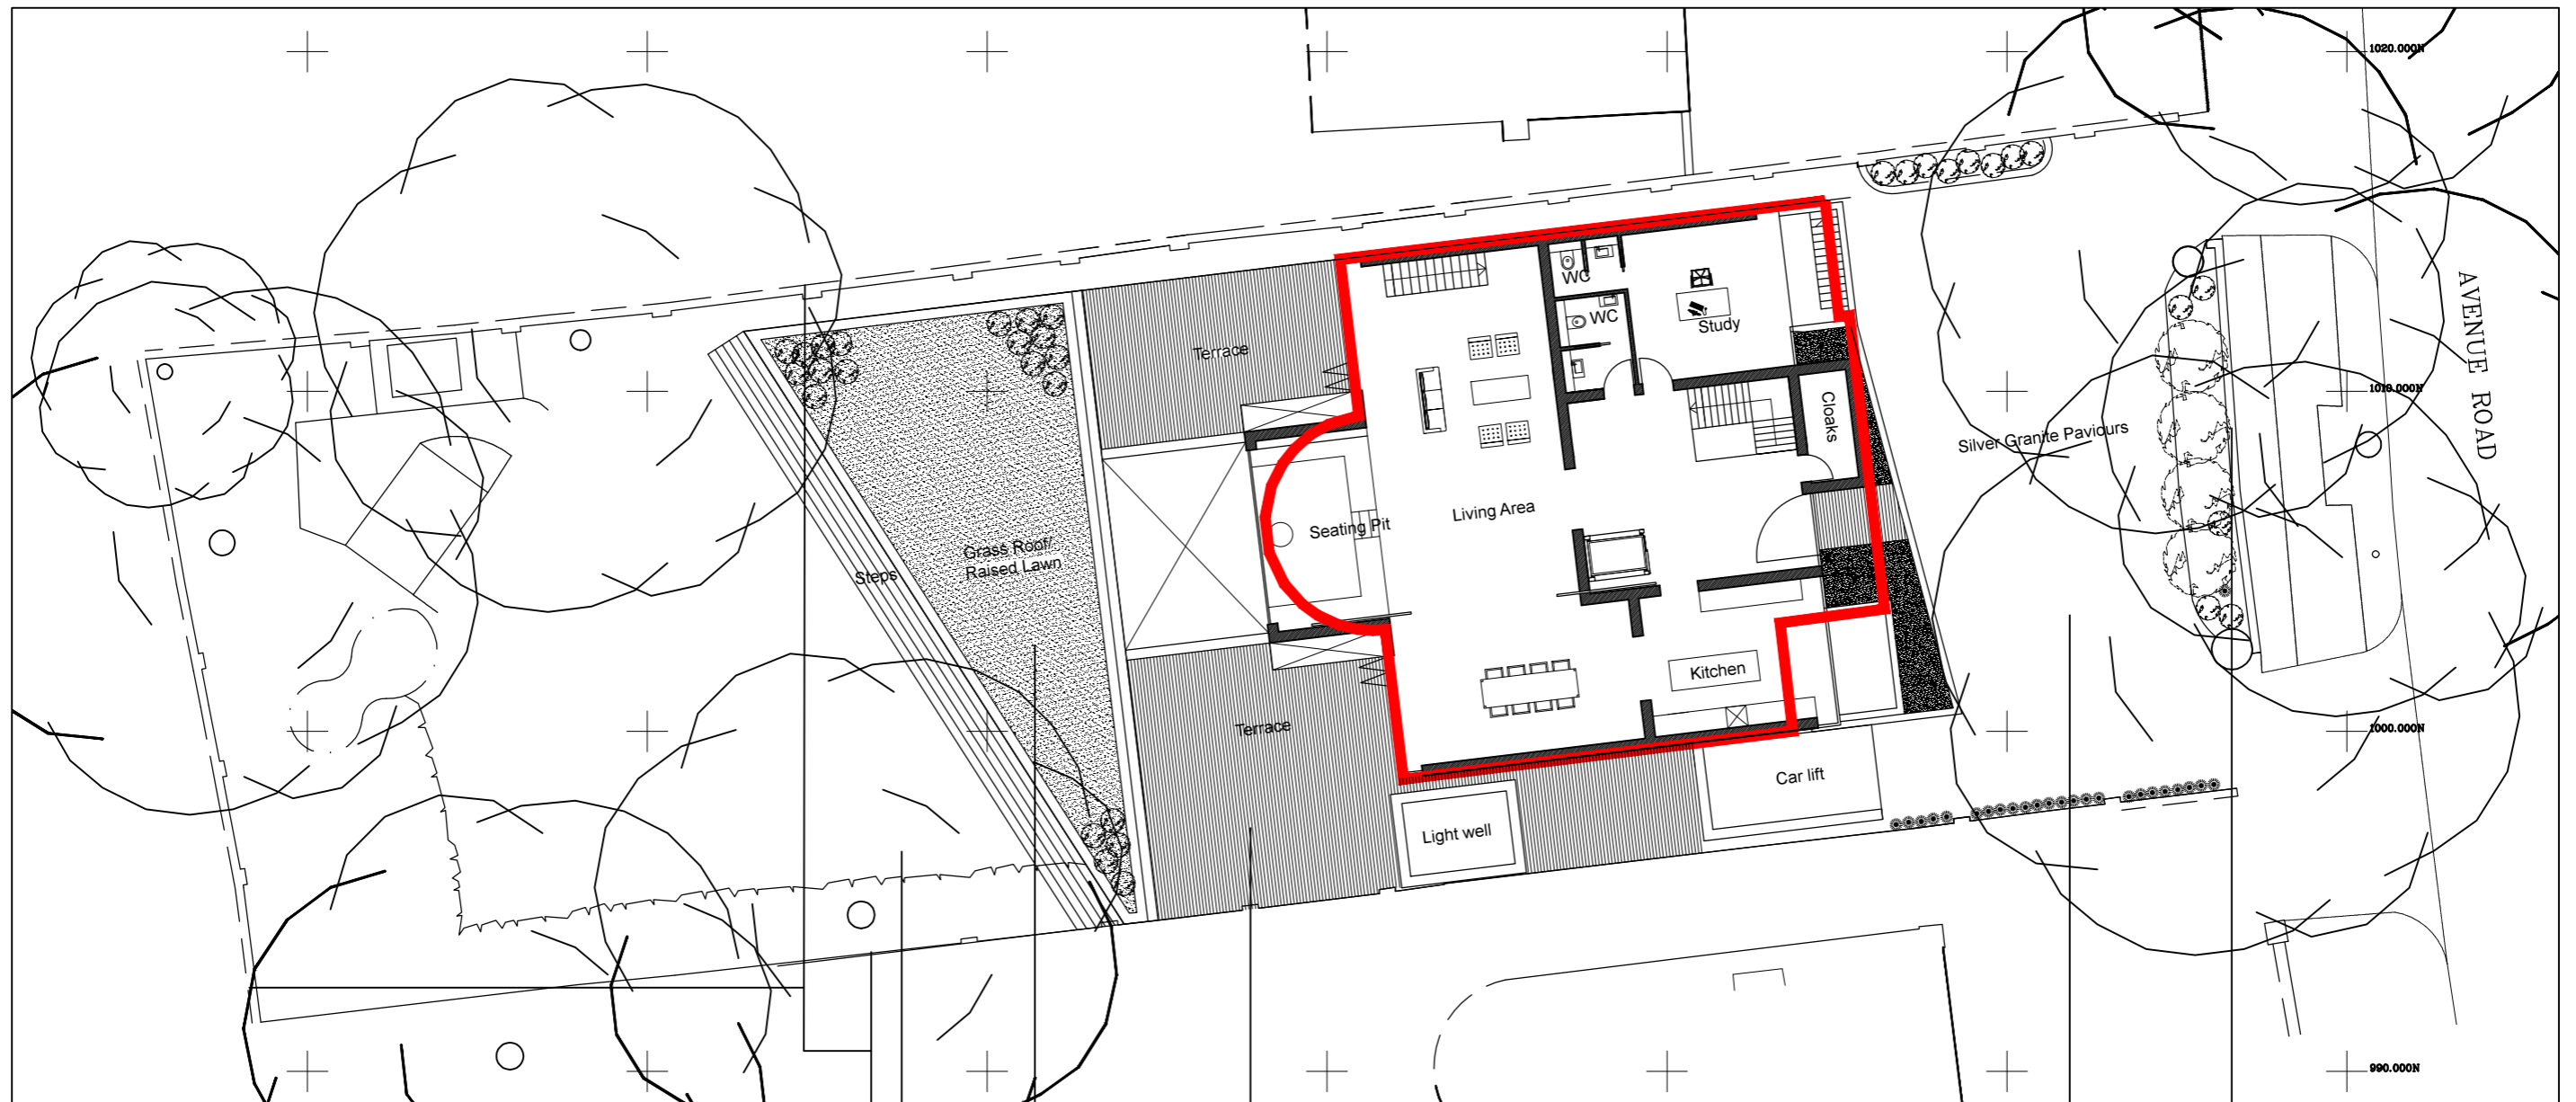 1020.000N
WC
WC
Study
Terrace
1010.000N
AVENUE ROAD
Cloaks
Silver Granite Paviours
Living Area
Seating Pit
Grass Roof/
Raised Lawn
Steps
Kitchen
Terrace
1000.000N
Car lift
Light well
990.000N